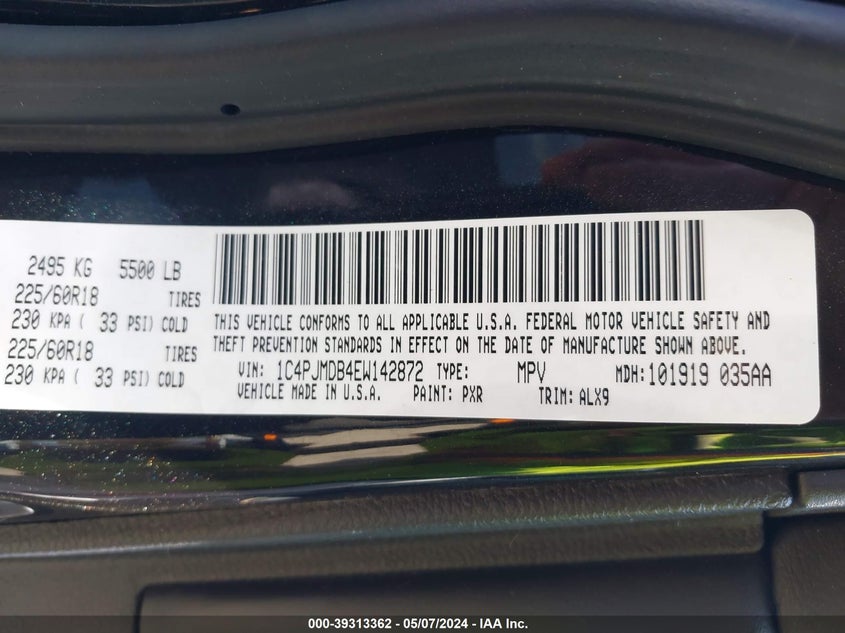 2495 KG 5500 LB
225/60R18 TIRES
230 KPA ( 33 PSI) COLD
225/60R18 TIRES
230 KPA ( 33 PSI) COLD
THIS VEHICLE CONFORMS TO ALL APPLICABLE U.S.A. FEDERAL MOTOR VEHICLE SAFETY AND
THEFT PREVENTION STANDARDS IN EFFECT ON THE DATE OF MANUFACTURE SHOWN ABOVE.
VIN: 1C4PJMDB4EW142872 TYPE: MPV MDH: 101919 035AA
VEHICLE MADE IN U.S.A. PAINT: PXR TRIM: ALX9
000-39313362 - 05/07/2024 - IAA Inc.